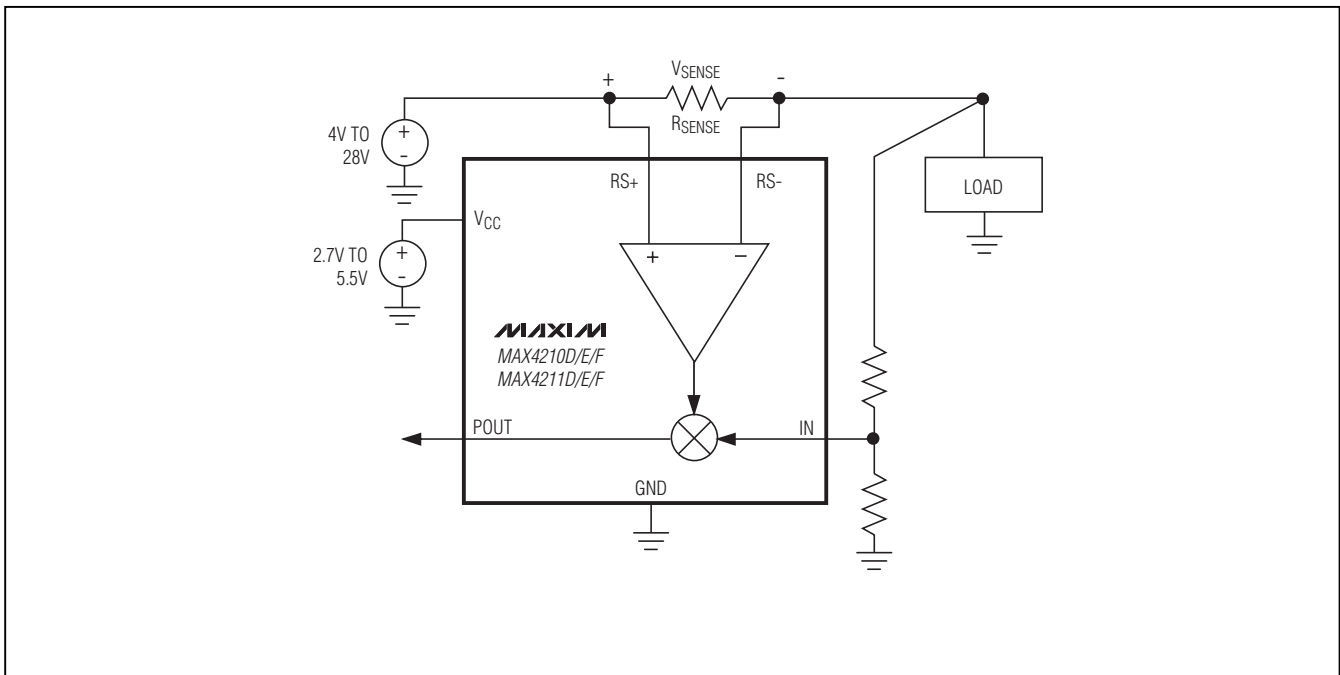 VSENSE
+ -
RSENSE
4V TO
28V
+
-
RS+ RS-
LOAD
VCC
2.7V TO
5.5V
+
-
+ −
MAXIM
MAX4210D/E/F
MAX4211D/E/F
POUT
IN
GND